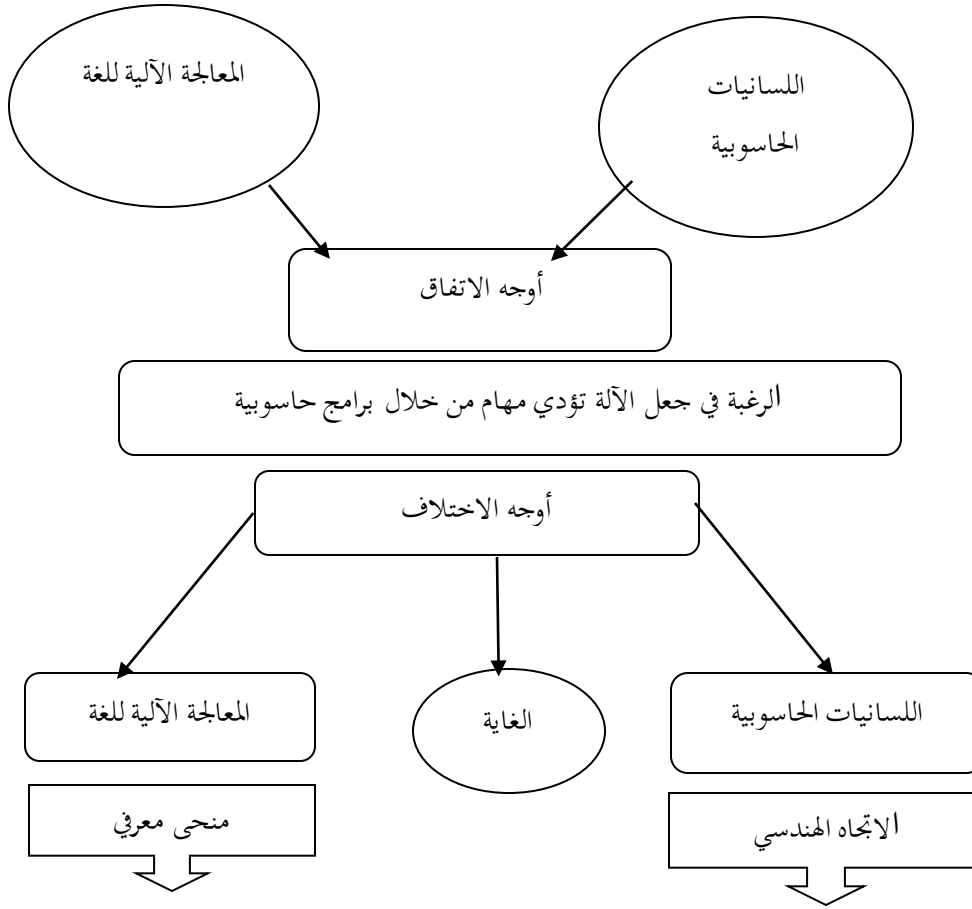 اللسانيات
الحاسوبية
المعالجة الآلية للغة
أوجه الاتفاق
الرغبة في جعل الآلة تؤدي مهام من خلال برامج حاسوبية
أوجه الاختلاف
اللسانيات الحاسوبية
الغاية
المعالجة الآلية للغة
الاتجاه الهندسي
منحى معرفي